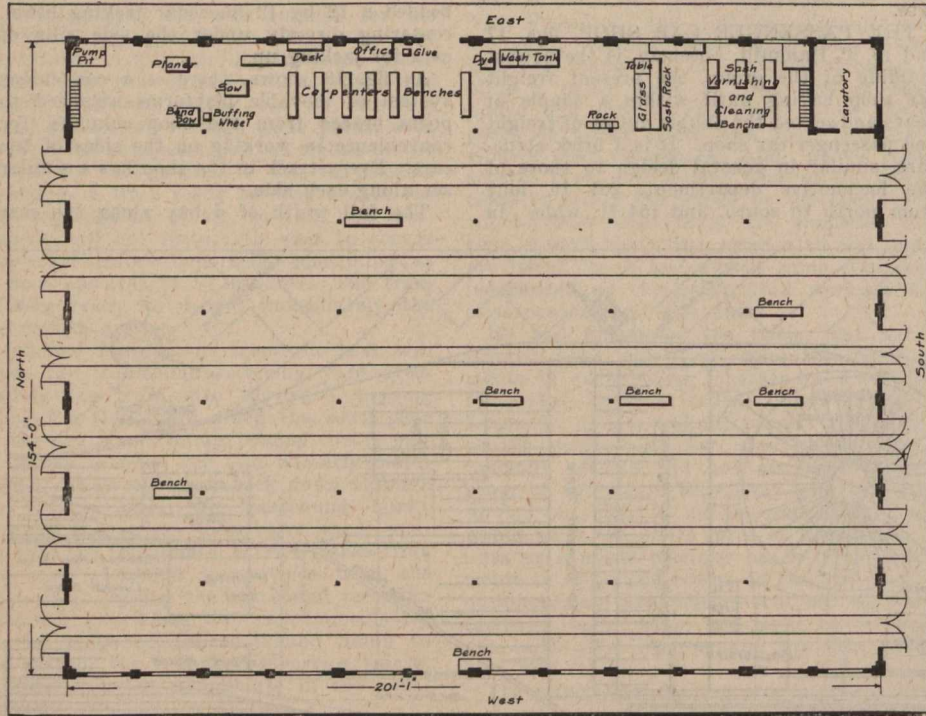 East
Pump
Pit
Planer
Desk
Office
Glue
Dye
Wash Tank
Table
Sash
Varnishing
and
Cleaning
Benches
Lavatory
Saw
Carpenters Benches
Glass
Sash Rack
Band
Saw
Buffing
Wheel
Rack
Bench
Bench
North
South
154'-0"
Bench
Bench
Bench
Bench
Bench
201'-1"
West